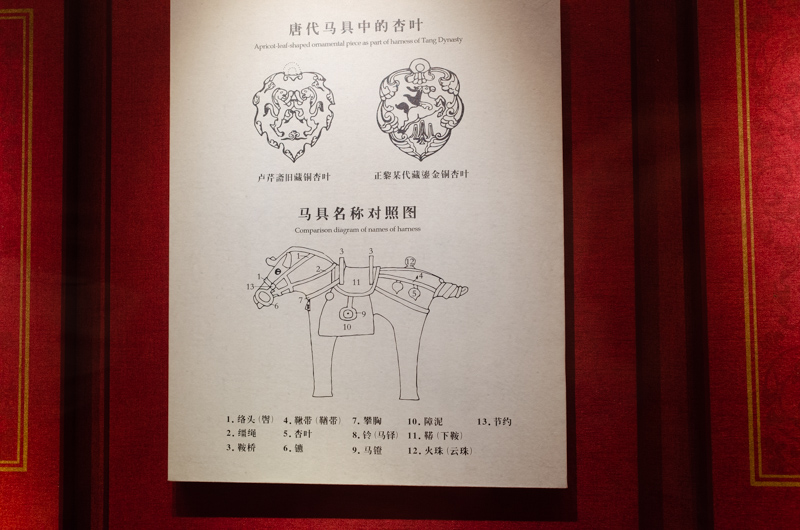 唐代马具中的杏叶
Apricot-leaf-shaped ornamental piece as part of harness of Tang Dynasty
卢芹斋旧藏铜杏叶
正黎某代藏鎏金铜杏叶
马具名称对照图
Comparison diagram of names of harness
1
3
3
12
2
4
1
11
5
13
7
6
9
10
1. 络头（辔） 4. 鞦带（鞧带） 7. 攀胸 10. 障泥 13. 节约
2. 缰绳 5. 杏叶 8. 铃（马铎） 11. 鞯（下鞍）
3. 鞍桥 6. 镳 9. 马镫 12. 火珠（云珠）